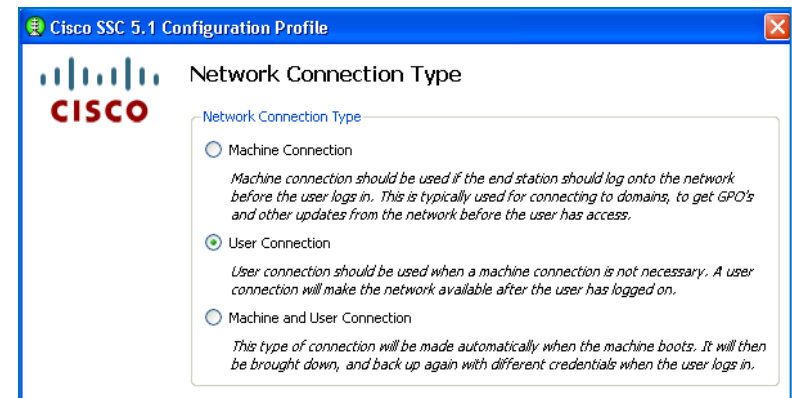 Cisco SSC 5.1 Configuration Profile
CISCO
Network Connection Type
Network Connection Type
Machine Connection
Machine connection should be used if the end station should log onto the network
before the user logs in. This is typically used for connecting to domains, to get GPO's
and other updates from the network before the user has access.
User Connection
User connection should be used when a machine connection is not necessary. A user
connection will make the network available after the user has logged on.
Machine and User Connection
This type of connection will be made automatically when the machine boots. It will then
be brought down, and back up again with different credentials when the user logs in.